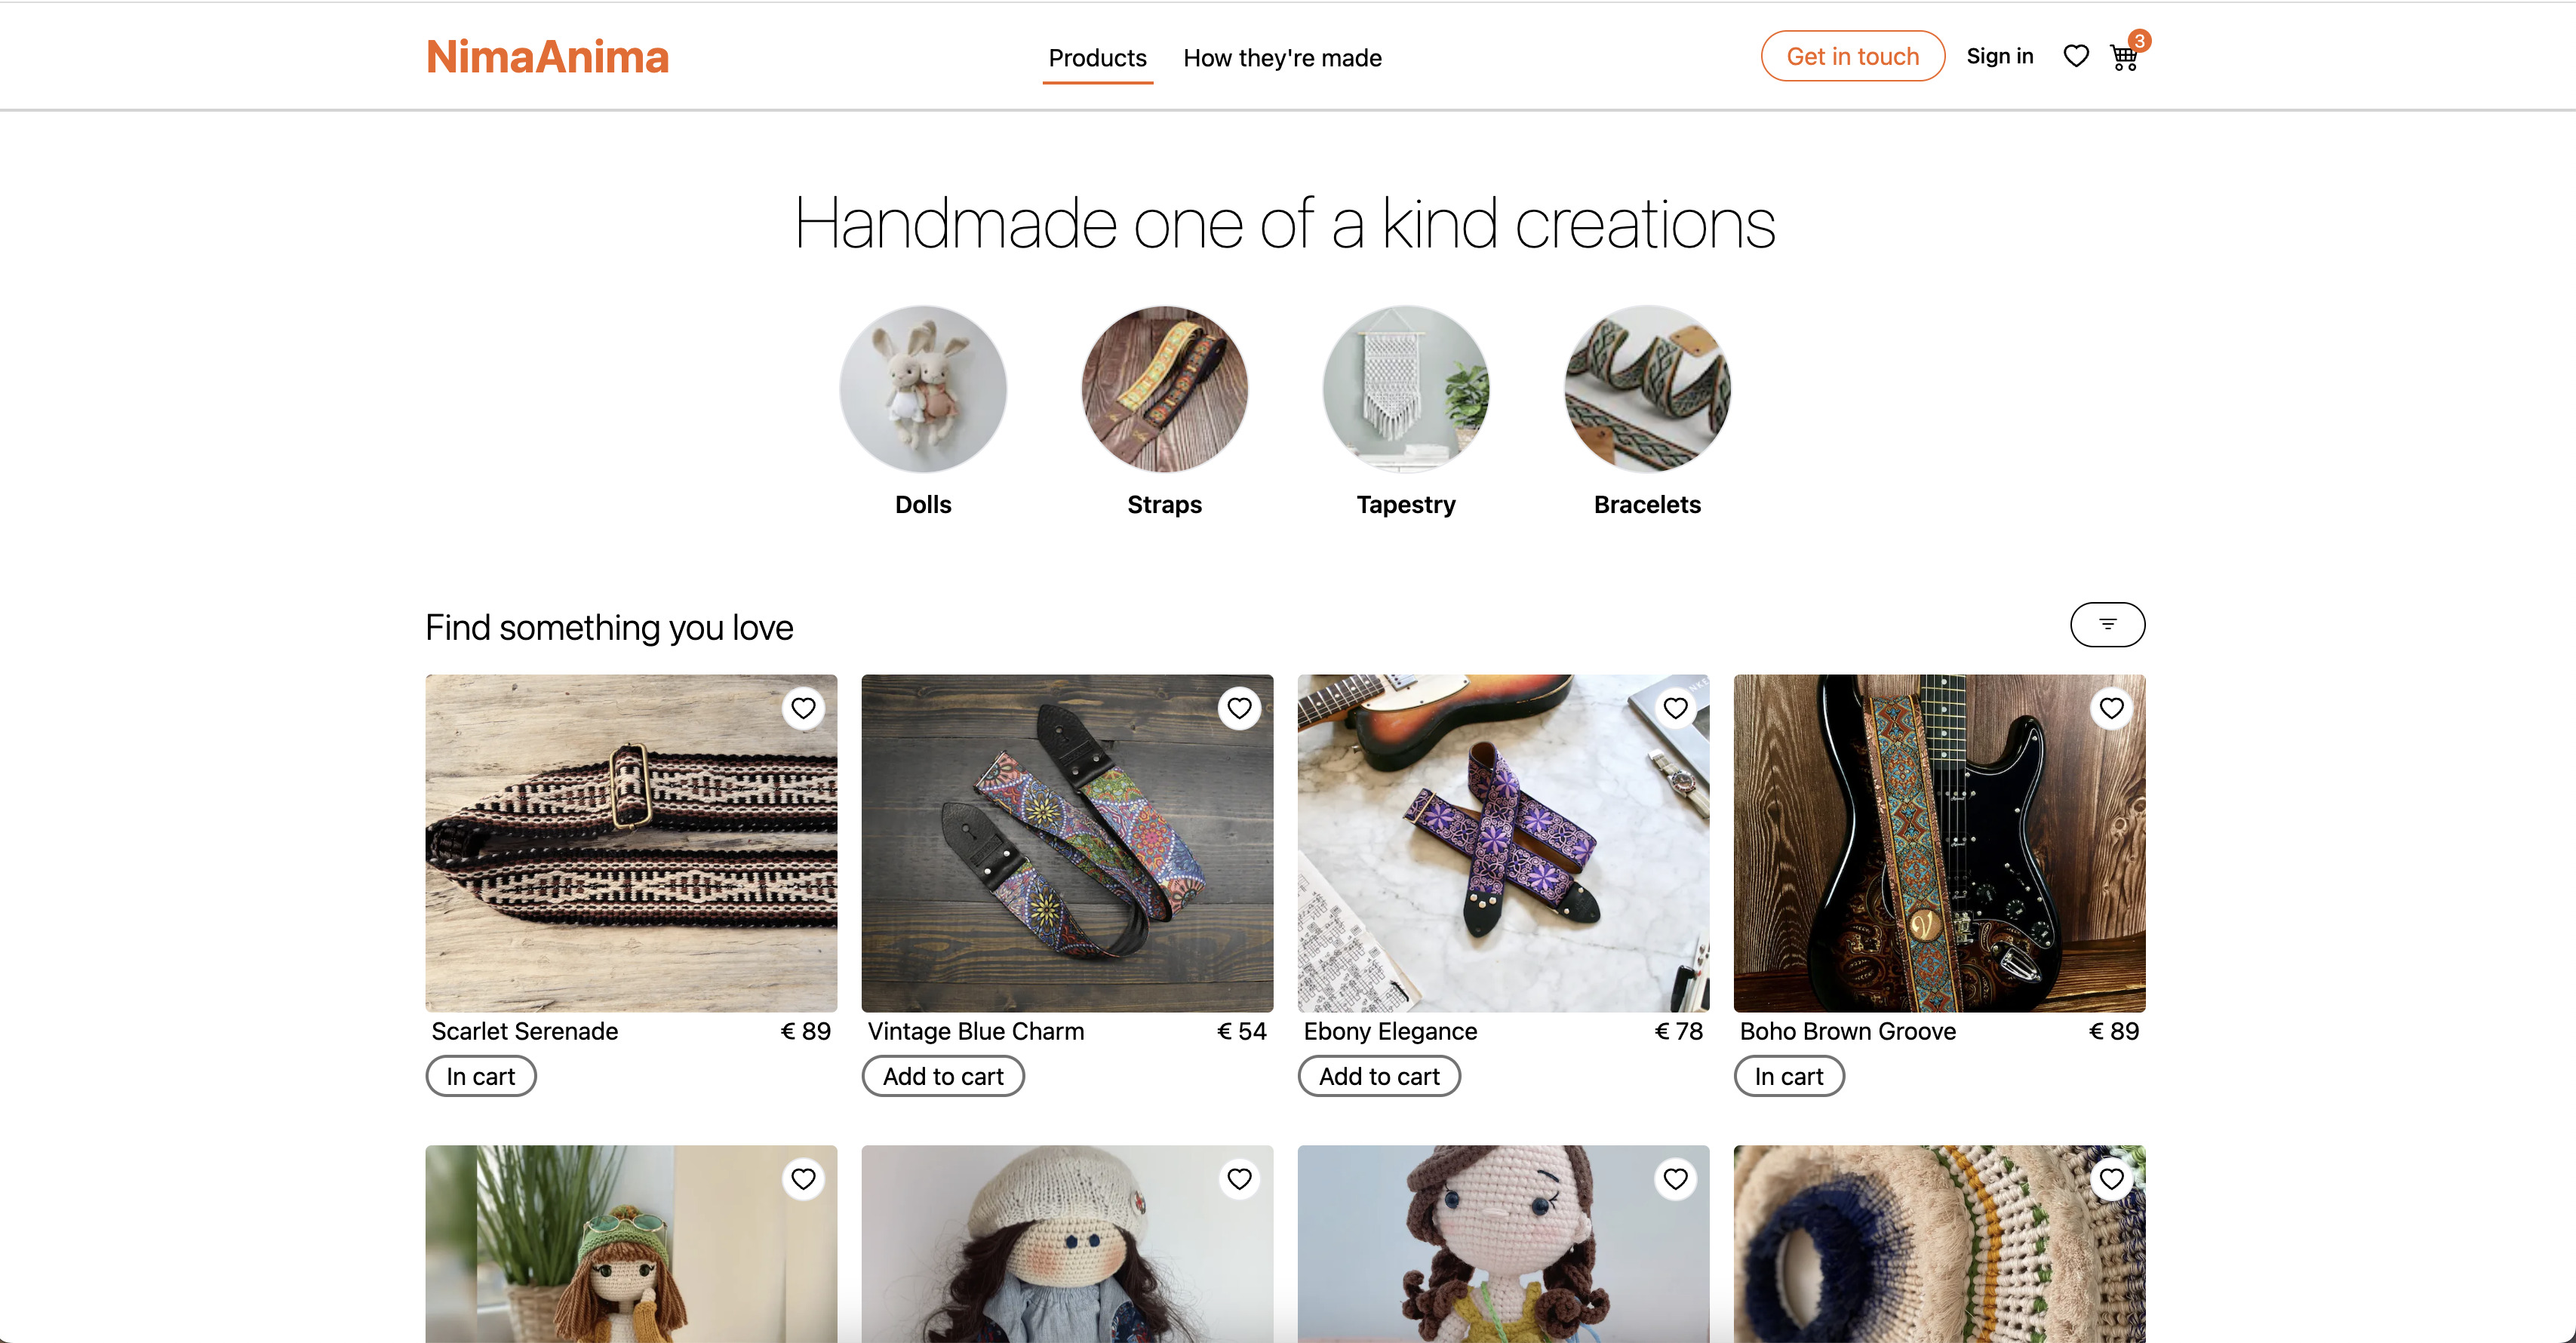 NimaAnima
Products
How they're made
Get in touch
Sign in
3
Handmade one of a kind creations
Dolls
Straps
Tapestry
Bracelets
Find something you love
Scarlet Serenade
€ 89
Vintage Blue Charm
€ 54
Ebony Elegance
€ 78
Boho Brown Groove
€ 89
In cart
Add to cart
Add to cart
In cart